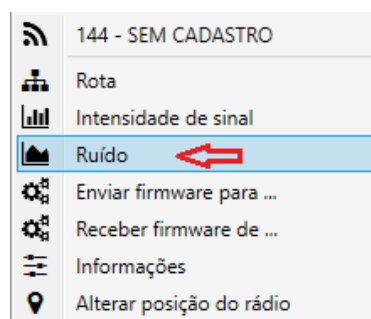 144 - SEM CADASTRO
Rota
Intensidade de sinal
Ruído
Enviar firmware para ...
Receber firmware de ...
Informações
Alterar posição do rádio